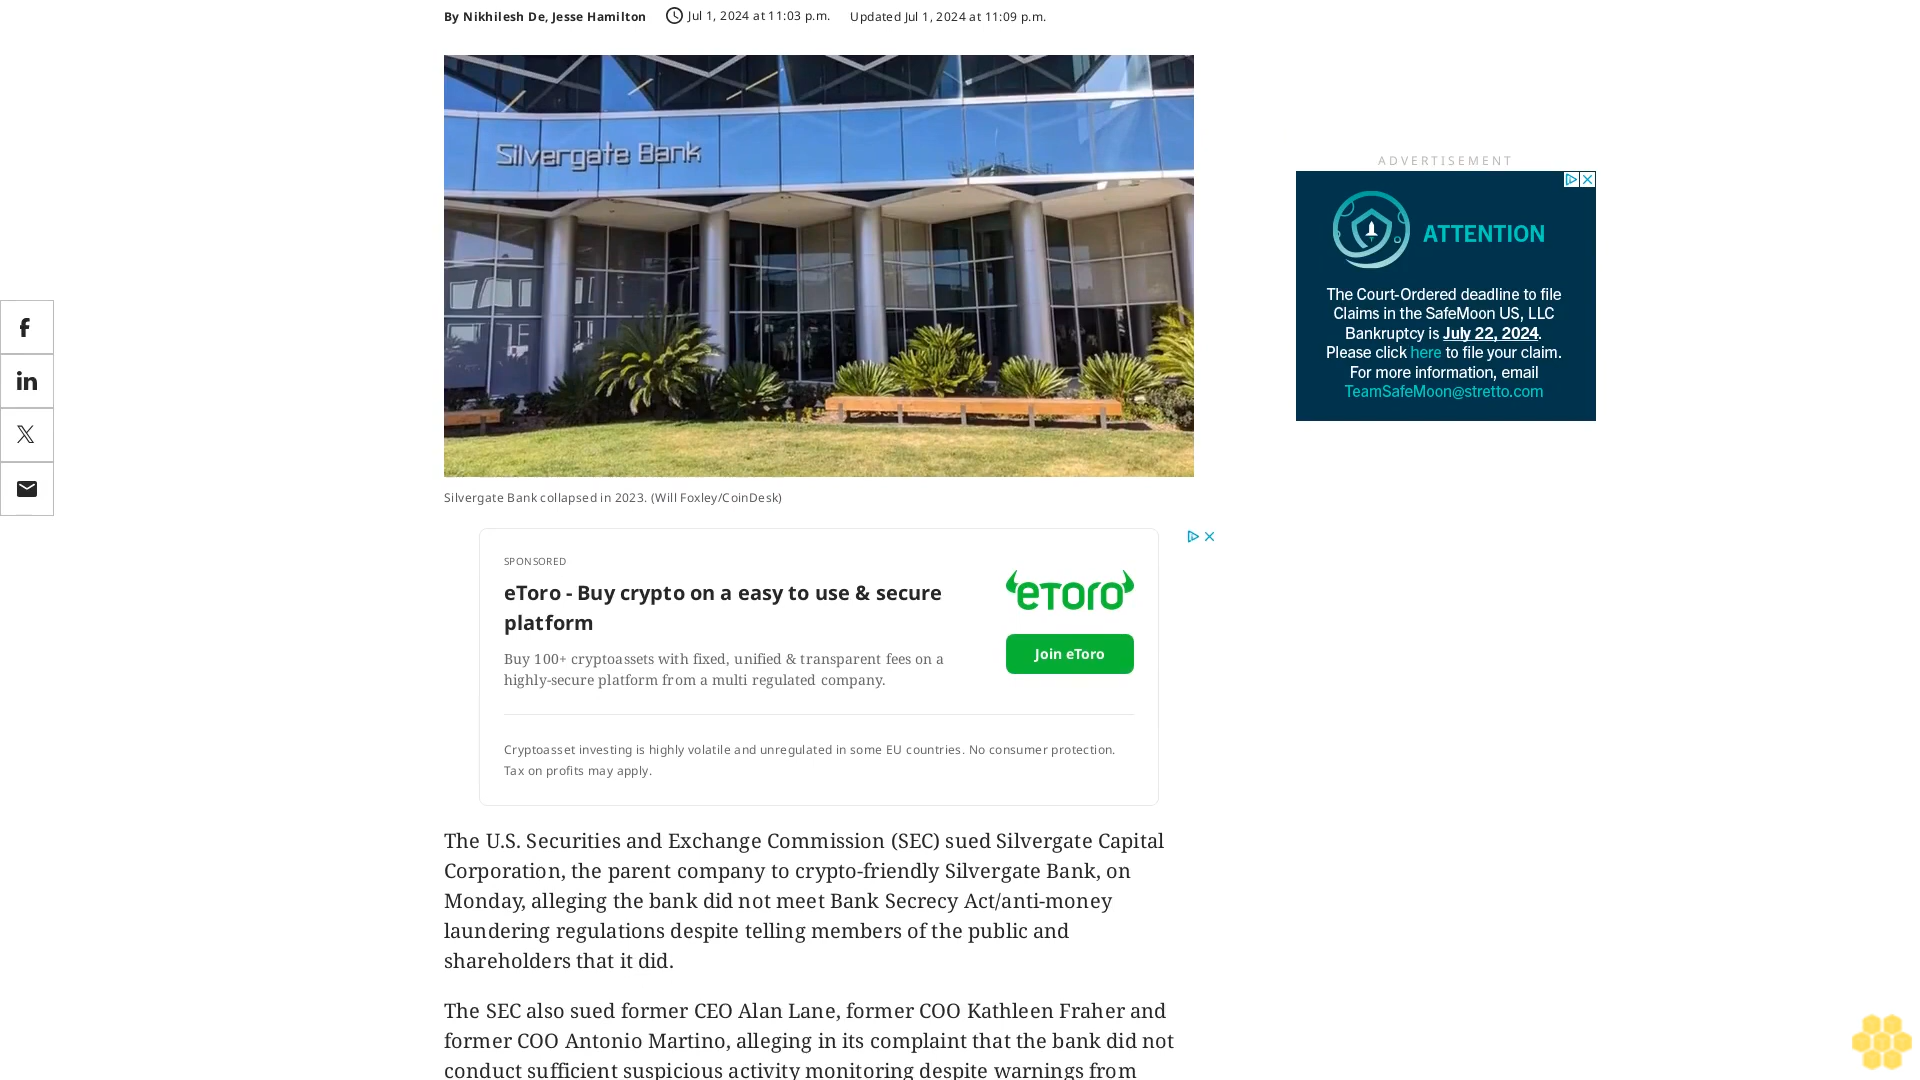 By Nikhilesh De, Jesse Hamilton
Jul 1, 2024 at 11:03 p.m.
Updated Jul 1, 2024 at 11:09 p.m.
Silvergate Bank
Silvergate Bank collapsed in 2023. (Will Foxley/CoinDesk)
SPONSORED
eToro - Buy crypto on a easy to use & secure
platform
Buy 100+ cryptoassets with fixed, unified & transparent fees on a
highly-secure platform from a multi regulated company.
eToro
Join eToro
Cryptoasset investing is highly volatile and unregulated in some EU countries. No consumer protection.
Tax on profits may apply.
The U.S. Securities and Exchange Commission (SEC) sued Silvergate Capital
Corporation, the parent company to crypto-friendly Silvergate Bank, on
Monday, alleging the bank did not meet Bank Secrecy Act/anti-money
laundering regulations despite telling members of the public and
shareholders that it did.
The SEC also sued former CEO Alan Lane, former COO Kathleen Fraher and
former COO Antonio Martino, alleging in its complaint that the bank did not
conduct sufficient suspicious activity monitoring despite warnings from
ADVERTISEMENT
ATTENTION
The Court-Ordered deadline to file
Claims in the SafeMoon US, LLC
Bankruptcy is July 22, 2024.
Please click here to file your claim.
For more information, email
TeamSafeMoon@stretto.com